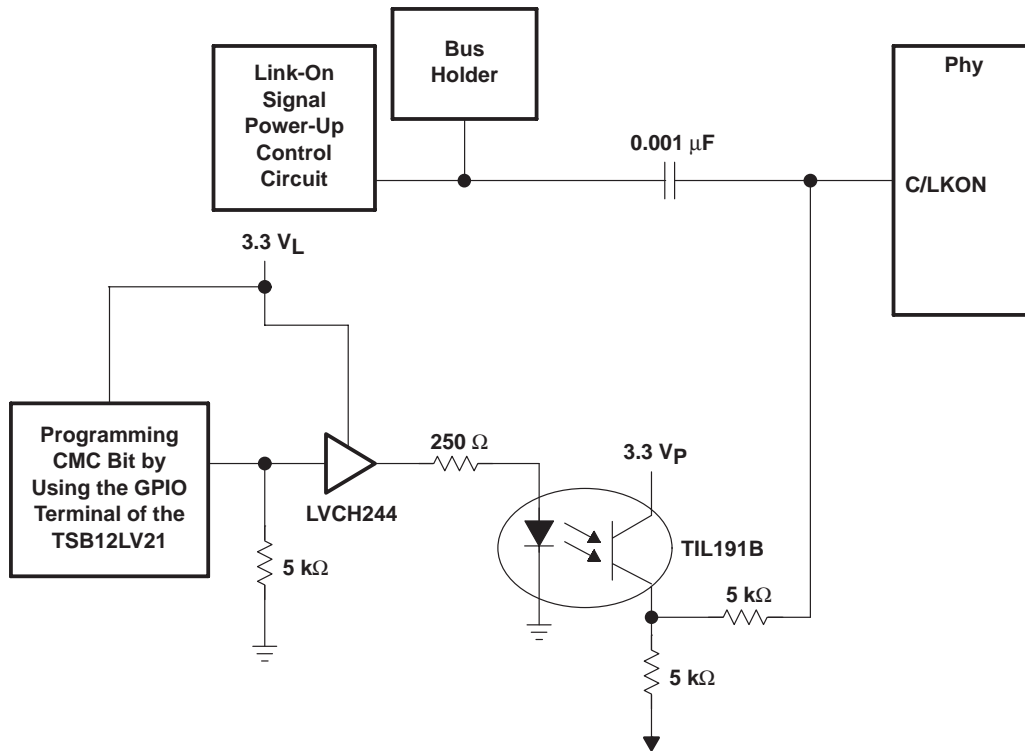 Bus
Holder
Phy
Link-On
Signal
Power-Up
Control
Circuit
0.001 μF
C/LKON
3.3 VL
Programming
CMC Bit by
Using the GPIO
Terminal of the
TSB12LV21
250 Ω
3.3 VP
LVCH244
TIL191B
5 kΩ
5 kΩ
5 kΩ